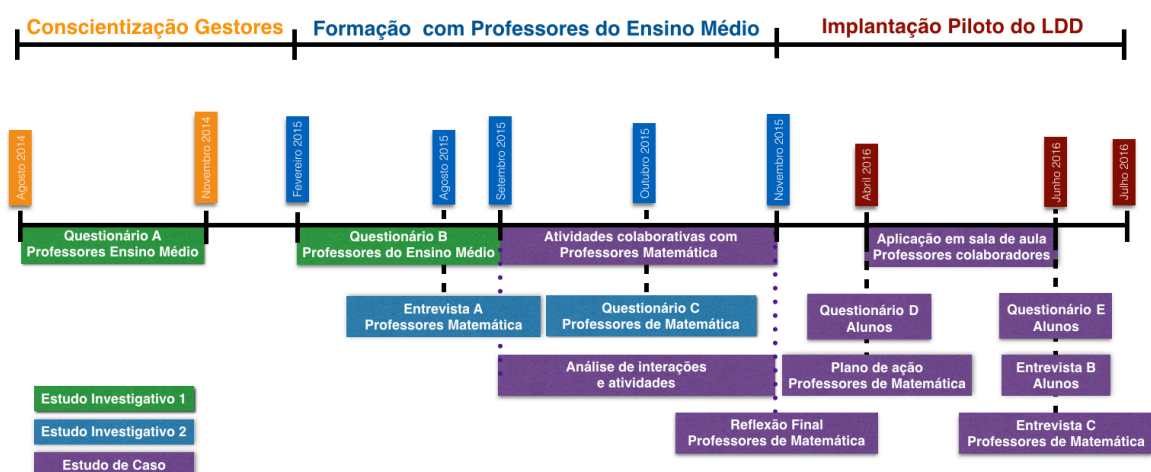 Conscientização Gestores
Formação com Professores do Ensino Médio
Implantação Piloto do LDD
Agosto 2014
Novembro 2014
Fevereiro 2015
Agosto 2015
Setembro 2015
Outubro 2015
Novembro 2015
Abril 2016
Junho 2016
Julho 2016
Questionário A
Professores Ensino Médio
Questionário B
Professores do Ensino Médio
Atividades colaborativas com
Professores Matemática
Aplicação em sala de aula
Professores colaboradores
Entrevista A
Professores Matemática
Questionário C
Professores de Matemática
Questionário D
Alunos
Questionário E
Alunos
Análise de interações
e atividades
Plano de ação
Professores de Matemática
Entrevista B
Alunos
Reflexão Final
Professores de Matemática
Entrevista C
Professores de Matemática
Estudo Investigativo 1
Estudo Investigativo 2
Estudo de Caso